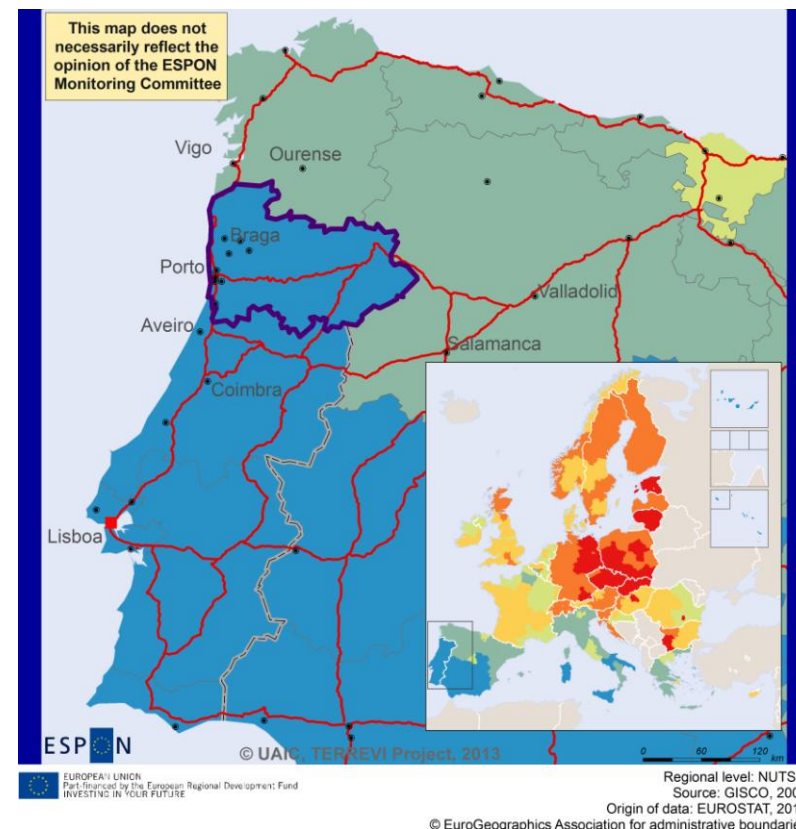 This map does not
necessarily reflect the
opinion of the ESPON
Monitoring Committee
Vigo
Ourense
Braga
Porto
Valladolid
Aveiro
Salamanca
Coimbra
Lisboa
ESPON
© UAIC, TERREVI Project, 2013
0 60 120
km
EUROPEAN UNION
Part-financed by the European Regional Development Fund
INVESTING IN YOUR FUTURE
Regional level: NUTS
Source: GISCO, 200
Origin of data: EUROSTAT, 201
© EuroGeographics Association for administrative boundarie